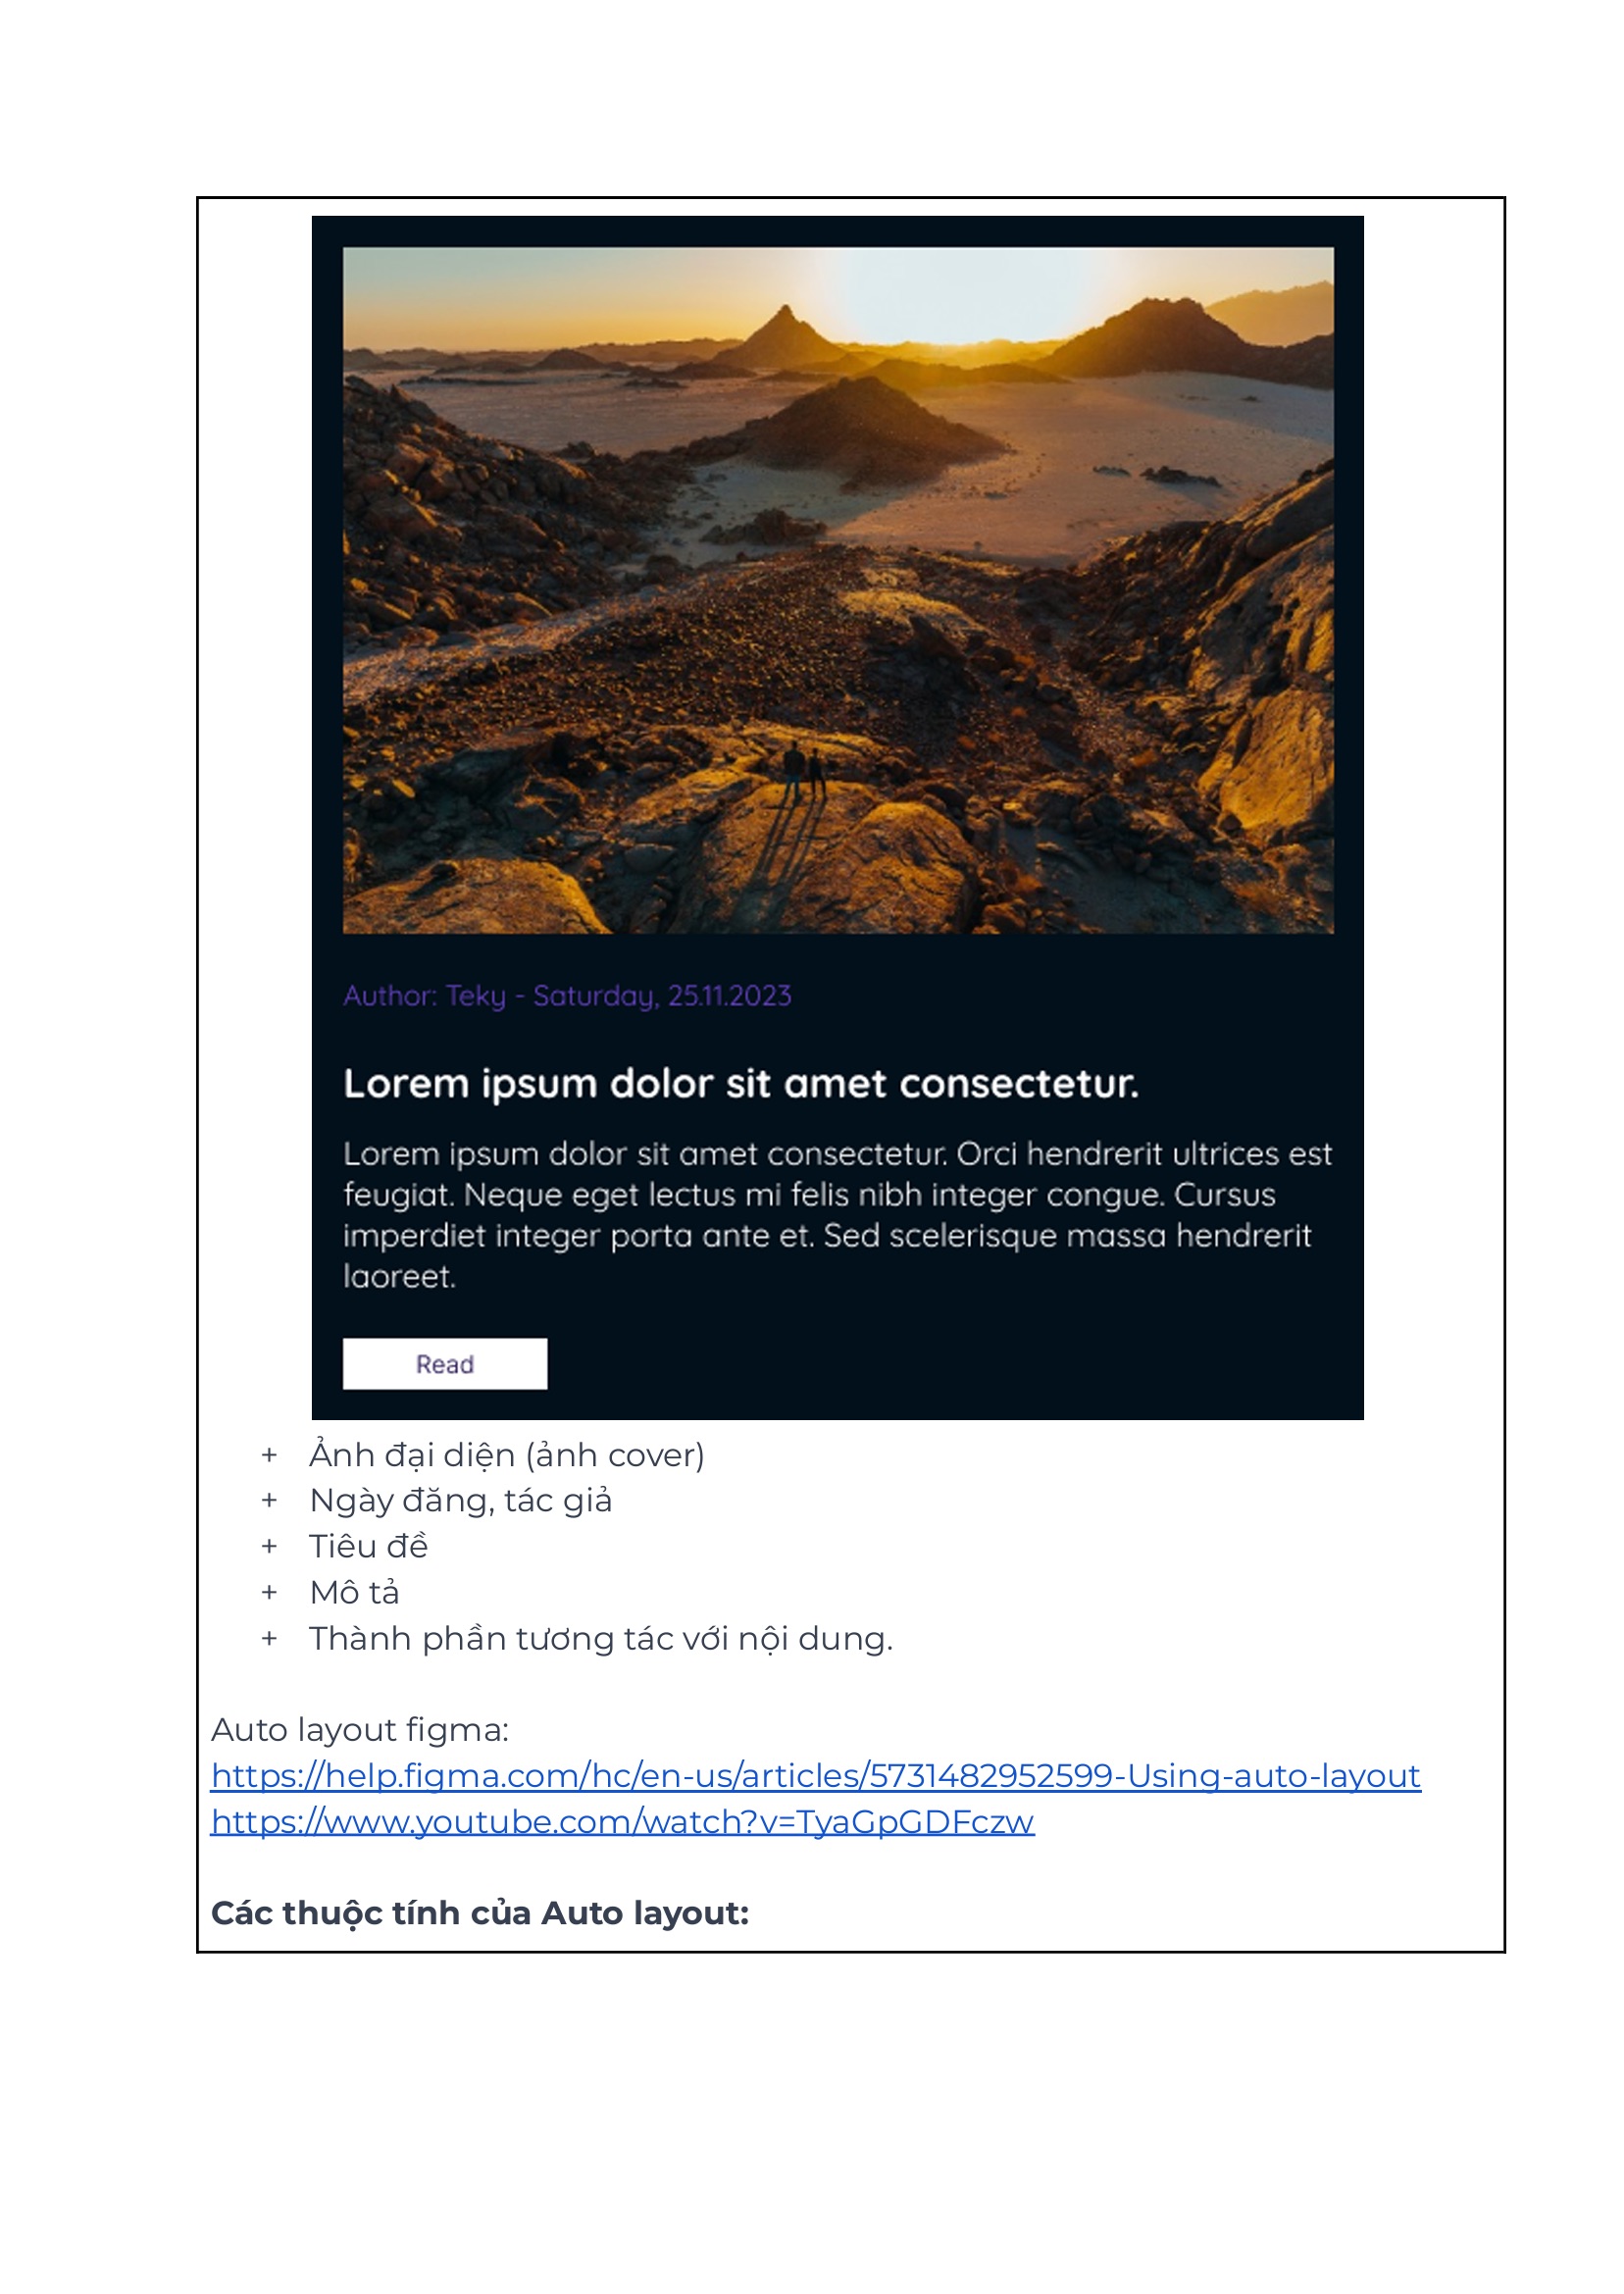 Author: Teky - Saturday, 25.11.2023
Lorem ipsum dolor sit amet consectetur.
Lorem ipsum dolor sit amet consectetur. Orci hendrerit ultrices est
feugiat. Neque eget lectus mi felis nibh integer congue. Cursus
imperdiet integer porta ante et. Sed scelerisque massa hendrerit
laoreet.
Read
+ Ảnh đại diện (ảnh cover)
+ Ngày đăng, tác giả
+ Tiêu đề
+ Mô tả
+ Thành phần tương tác với nội dung.
Auto layout figma:
https://help.figma.com/hc/en-us/articles/5731482952599-Using-auto-layout
https://www.youtube.com/watch?v=TyaGpGDFczw
Các thuộc tính của Auto layout: